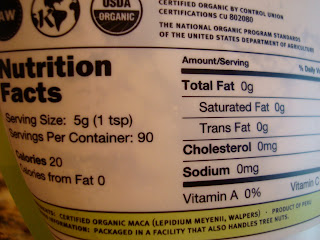 RAW
USDA
ORGANIC
CERTIFIED ORGANIC BY CONTROL UNION
CERTIFICATIONS CU 802080
THE NATIONAL ORGANIC PROGRAM STANDARDS
OF THE UNITED STATES DEPARTMENT OF AGRICULTURE
Nutrition
Facts
Serving Size: 5g (1 tsp)
Servings Per Container: 90
Calories 20
Calories from Fat 0
Amount/Serving % Daily
Total Fat 0g
Saturated Fat 0g
Trans Fat 0g
Cholesterol 0mg
Sodium 0mg
Vitamin A 0% Vitamin C
CERTIFIED ORGANIC MACA (LEPIDIUM MEYENII, WALPERS) • PRODUCT OF PERU
INFORMATION: PACKAGED IN A FACILITY THAT ALSO HANDLES TREE NUTS.